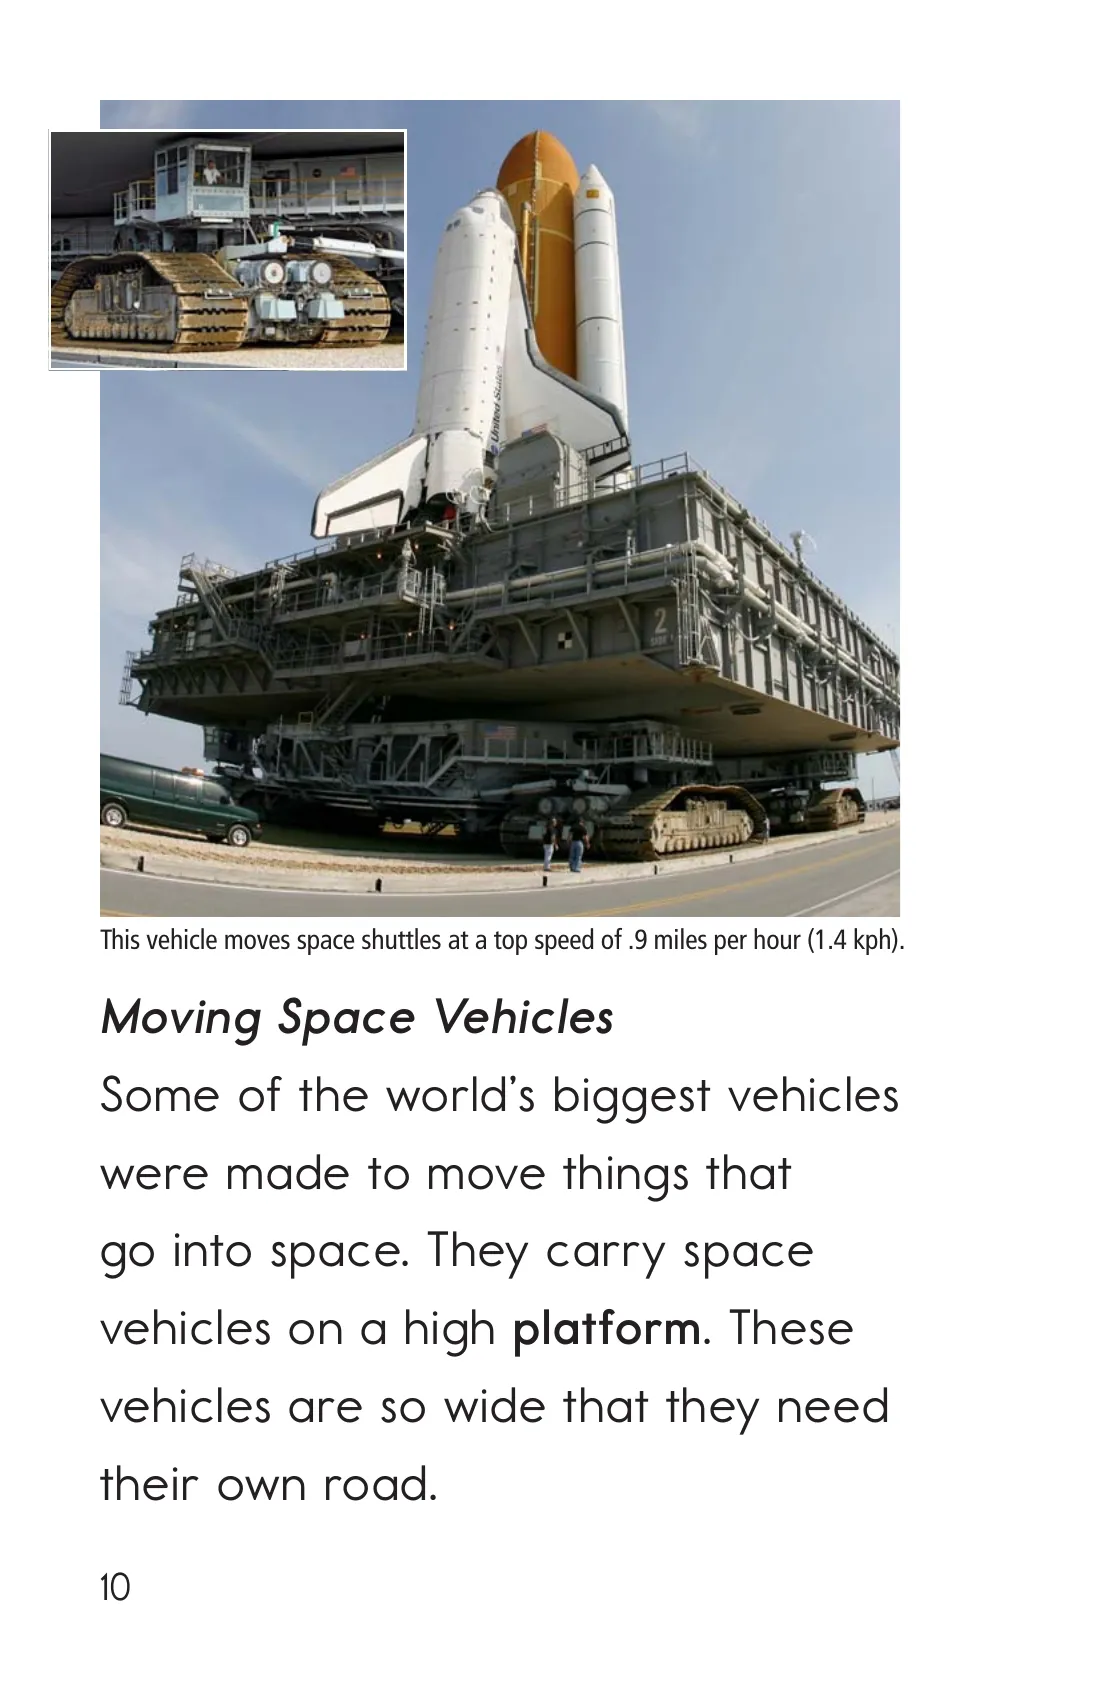 United States
2
SIDE 1
This vehicle moves space shuttles at a top speed of .9 miles per hour (1.4 kph).
Moving Space Vehicles
Some of the world’s biggest vehicles
were made to move things that
go into space. They carry space
vehicles on a high platform. These
vehicles are so wide that they need
their own road.
10